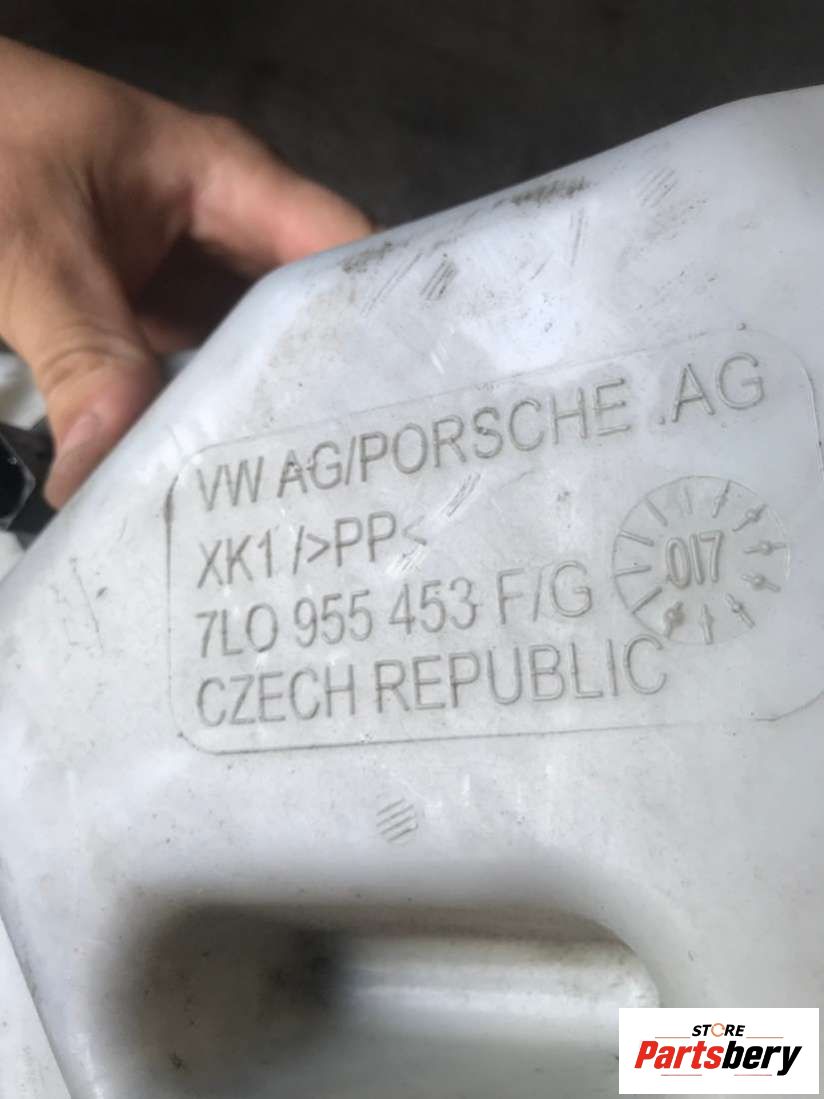 VW AG/PORSCHE .AG
XK1 />PP<
7L0 955 453 F/G
017
CZECH REPUBLIC
STORE
Partsbery